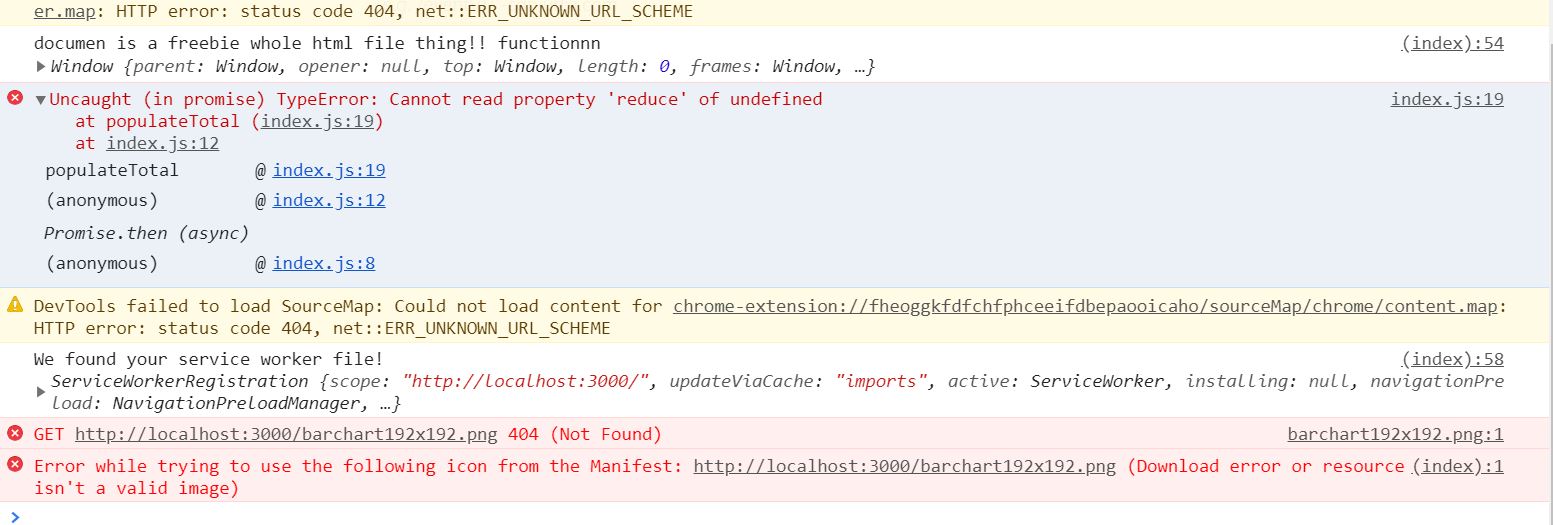 er.map: HTTP error: status code 404, net::ERR_UNKNOWN_URL_SCHEME
documen is a freebie whole html file thing!! functionnn (index):54
Window {parent: Window, opener: null, top: Window, length: 0, frames: Window, …}
Uncaught (in promise) TypeError: Cannot read property 'reduce' of undefined index.js:19
at populateTotal (index.js:19)
at index.js:12
populateTotal @ index.js:19
(anonymous) @ index.js:12
Promise.then (async)
(anonymous) @ index.js:8
DevTools failed to load SourceMap: Could not load content for chrome-extension://fheoggkfdfchfphceeifdbepaooicaho/sourceMap/chrome/content.map:
HTTP error: status code 404, net::ERR_UNKNOWN_URL_SCHEME
We found your service worker file! (index):58
ServiceWorkerRegistration {scope: "http://localhost:3000/", updateViaCache: "imports", active: ServiceWorker, installing: null, navigationPre
load: NavigationPreloadManager, …}
GET http://localhost:3000/barchart192x192.png 404 (Not Found) barchart192x192.png:1
Error while trying to use the following icon from the Manifest: http://localhost:3000/barchart192x192.png (Download error or resource (index):1
isn't a valid image)